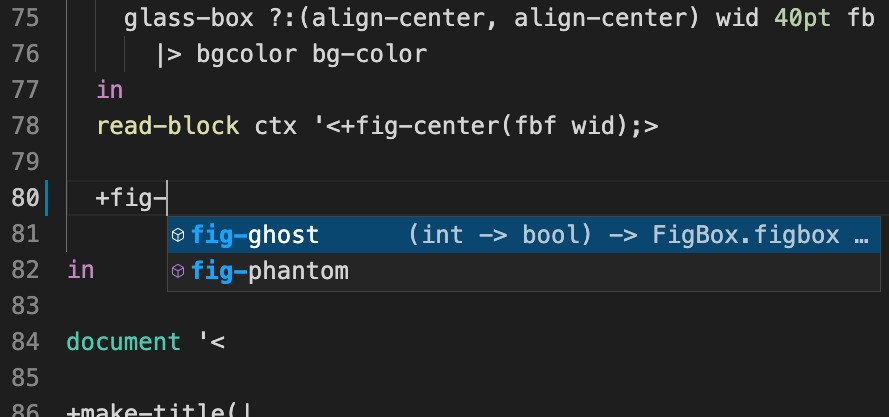 75 glass-box ?:(align-center, align-center) wid 40pt fb
76 |> bgcolor bg-color
77 in
78 read-block ctx '<+fig-center(fbf wid);>
79
80 +fig-
81 fig-ghost (int -> bool) -> FigBox.figbox …
82 in fig-phantom
83
84 document '<
85
86 +make-title(|